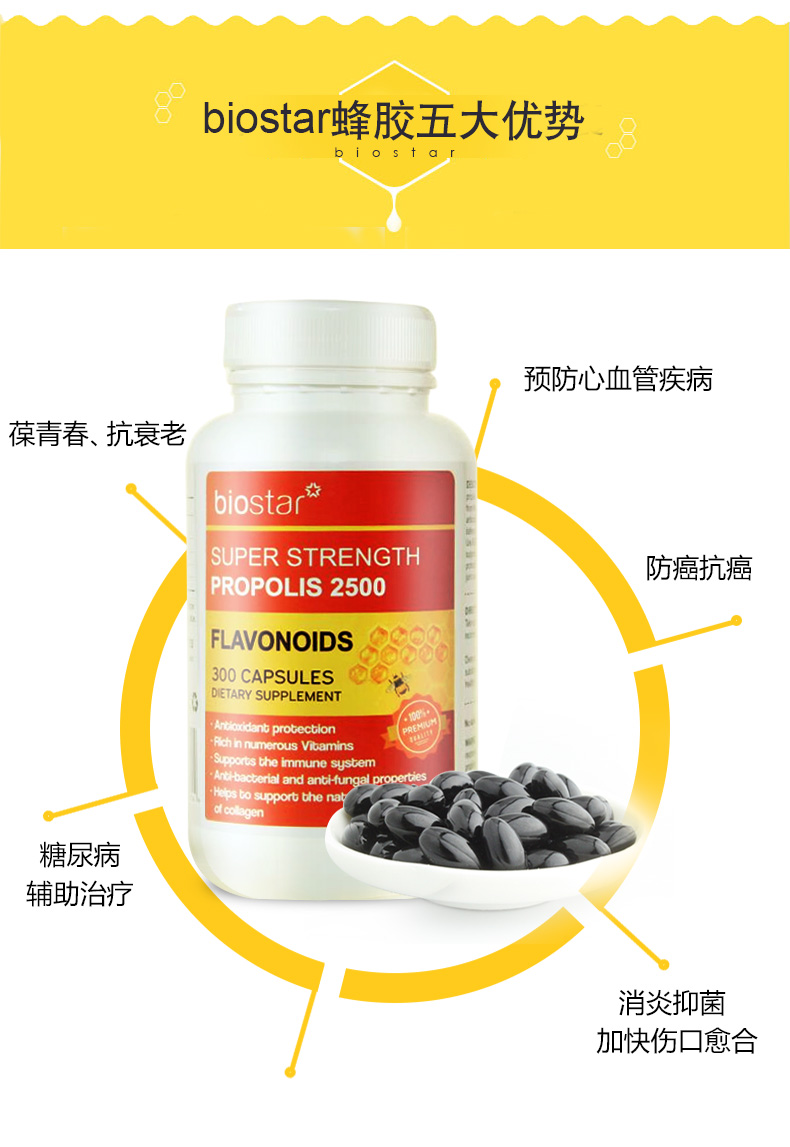 biostar蜂胶五大优势
biostar
预防心血管疾病
葆青春、抗衰老
防癌抗癌
biostar
SUPER STRENGTH
PROPOLIS 2500
FLAVONOIDS
300 CAPSULES
DIETARY SUPPLEMENT
100%
PREMIUM
QUALITY
· Antioxidant protection
· Rich in numerous Vitamins
· Supports the immune system
· Anti-bacterial and anti-fungal properties
· Helps to support the nat
of collagen
糖尿病
辅助治疗
消炎抑菌
加快伤口愈合